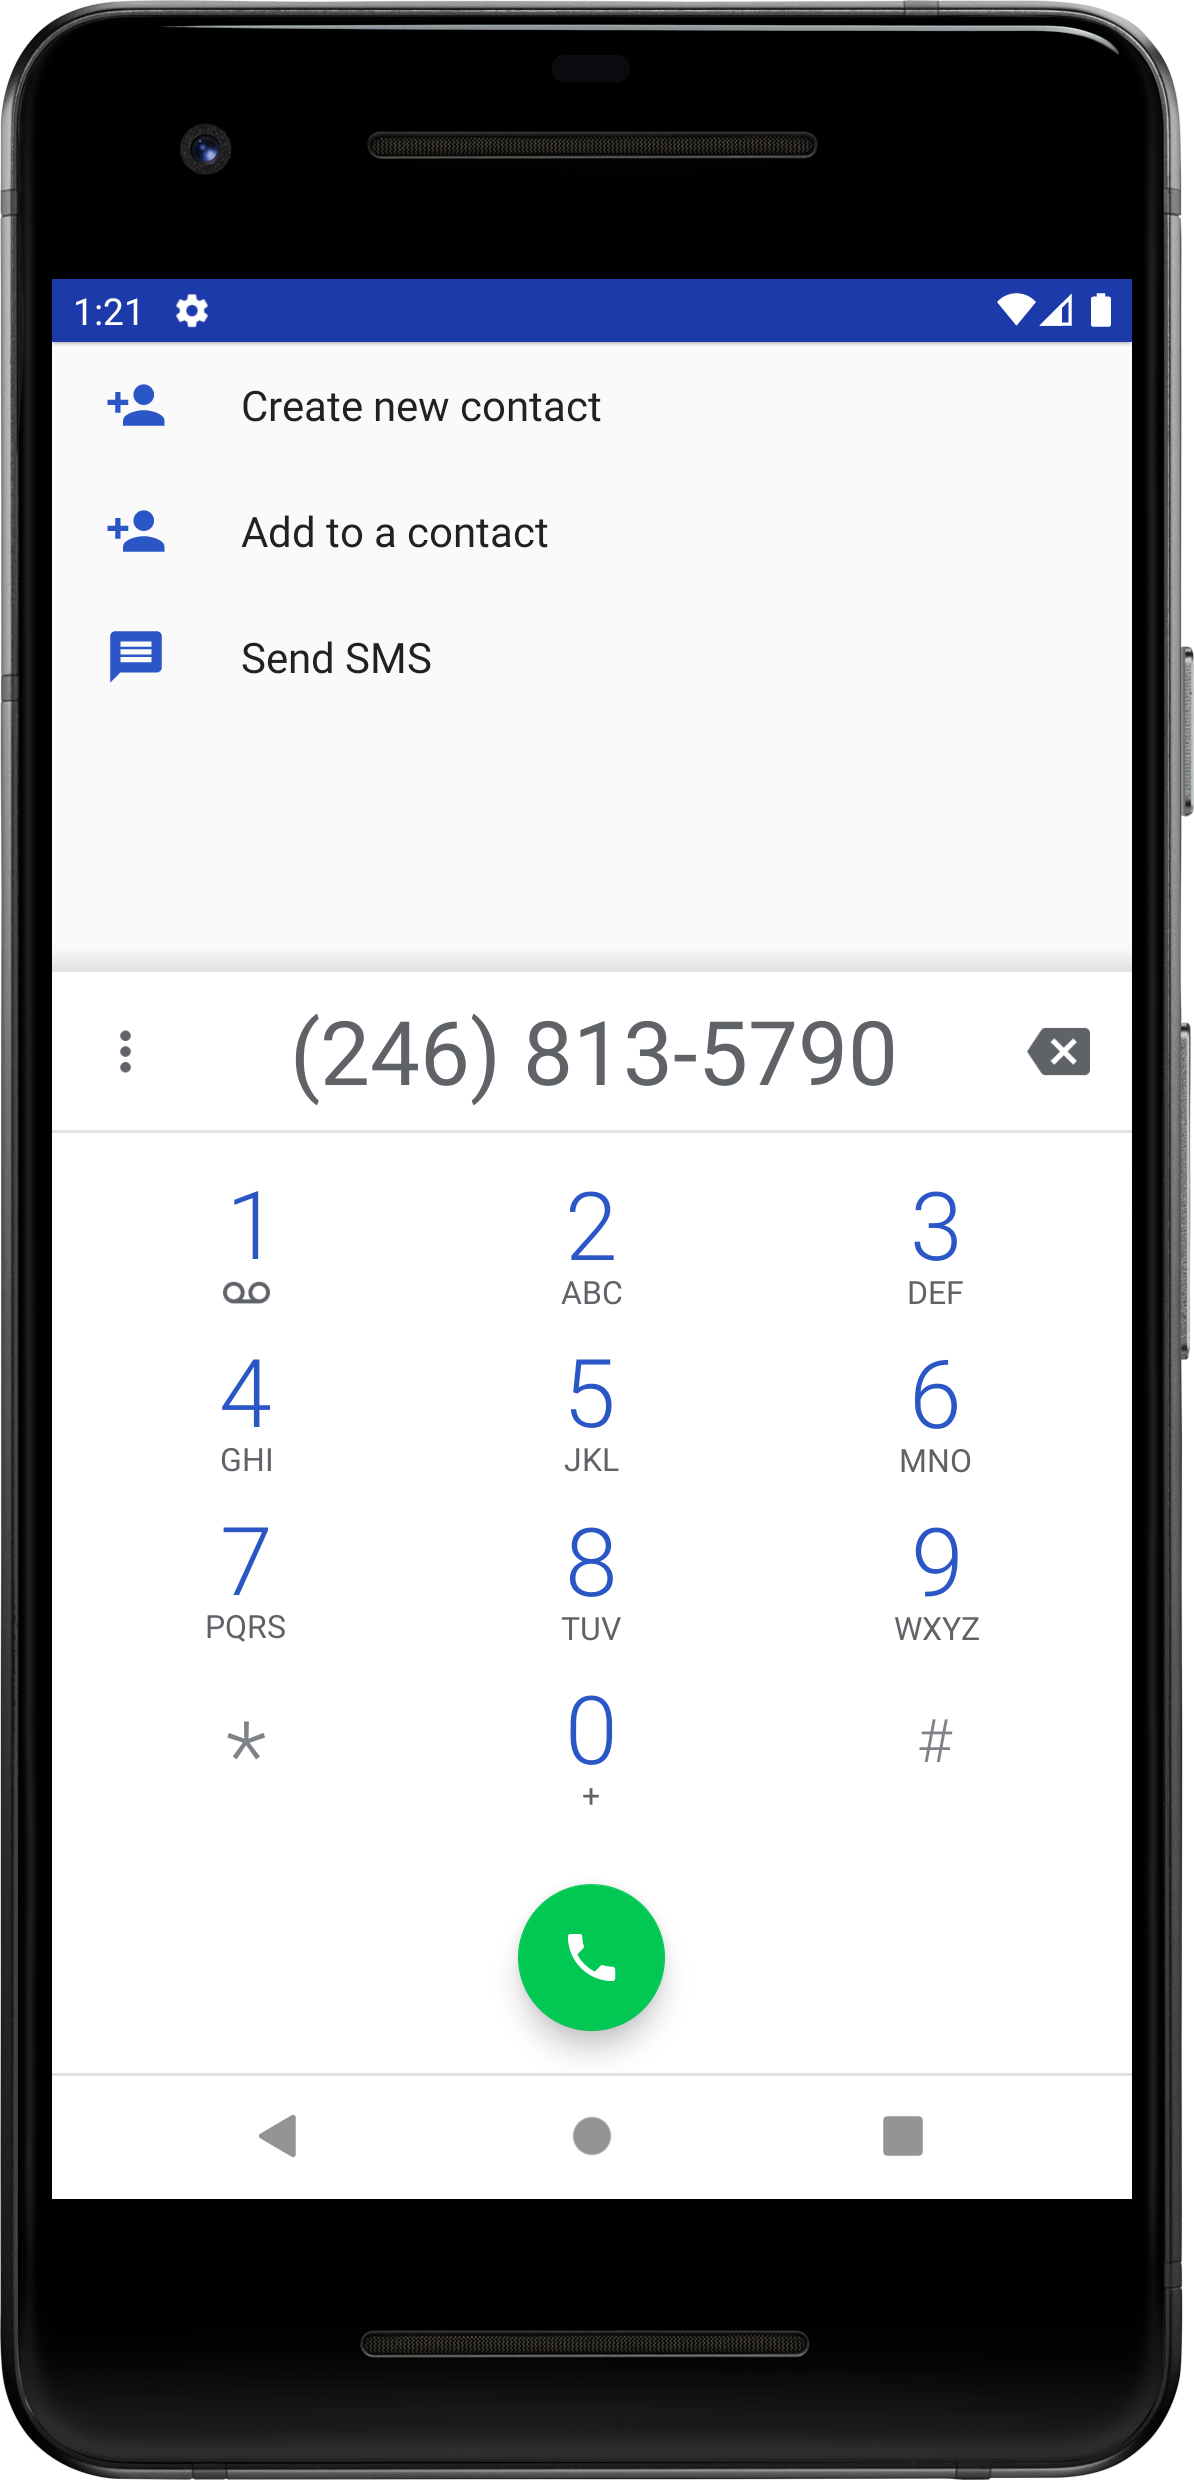 1:21
Create new contact
Add to a contact
Send SMS
(246) 813-5790
1 2 3
ABC DEF
4 5 6
GHI JKL MNO
7 8 9
PQRS TUV WXYZ
* 0 #
+